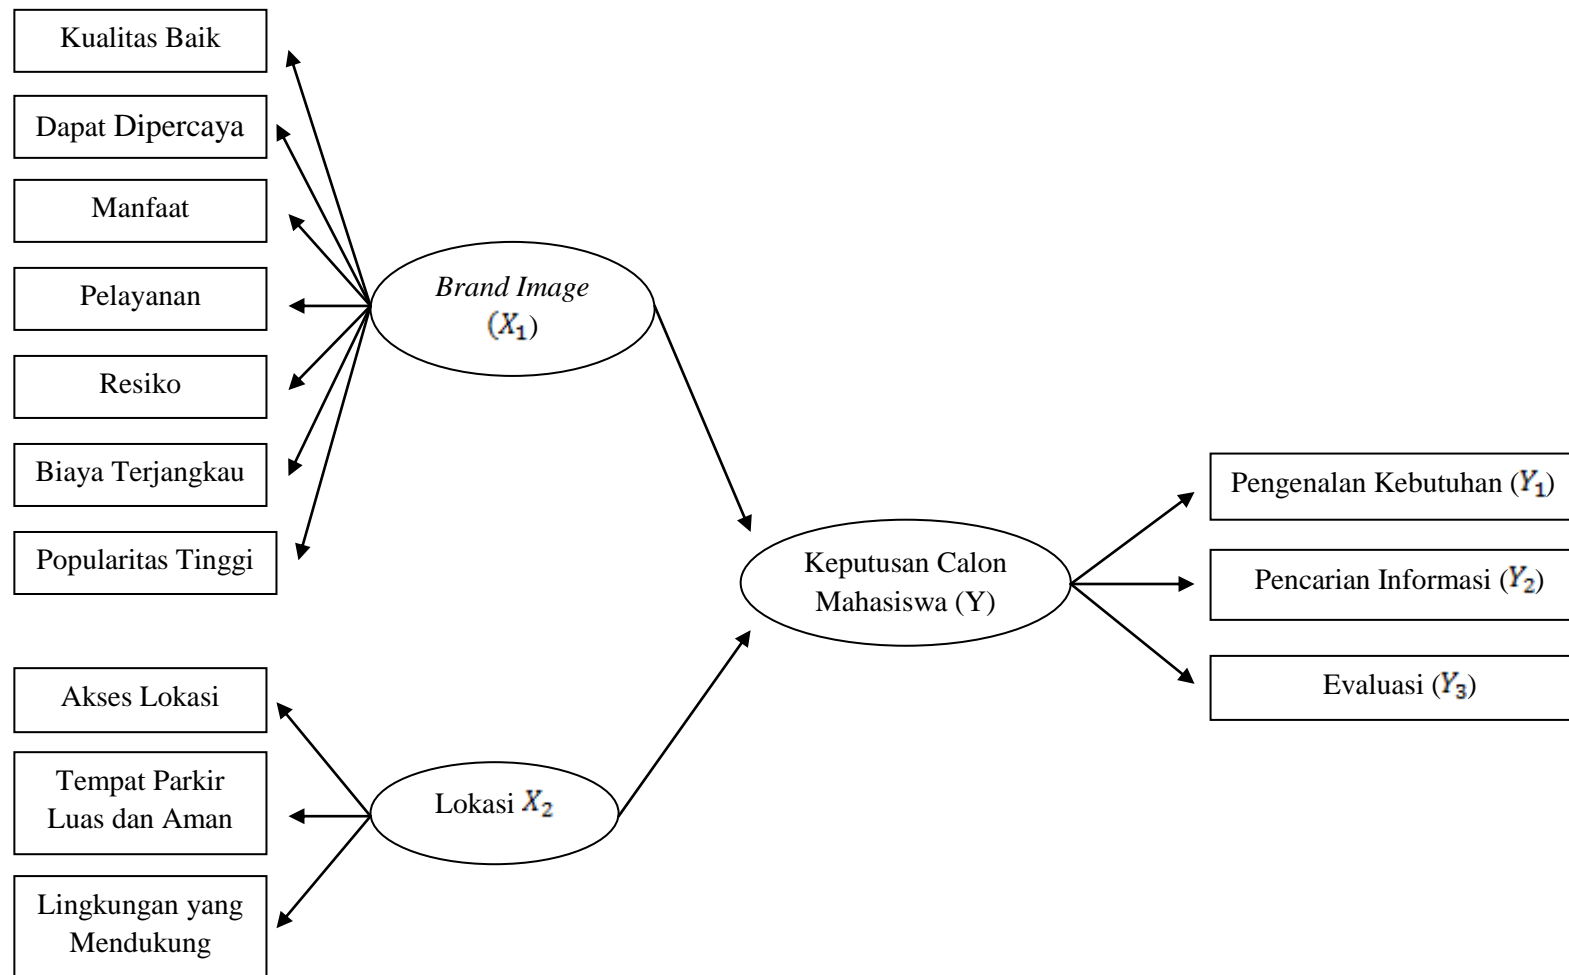 Kualitas Baik
Dapat Dipercaya
Manfaat
Pelayanan
Resiko
Biaya Terjangkau
Popularitas Tinggi
Brand Image
(X₁)
Akses Lokasi
Tempat Parkir
Luas dan Aman
Lingkungan yang
Mendukung
Lokasi X₂
Keputusan Calon
Mahasiswa (Y)
Pengenalan Kebutuhan (Y₁)
Pencarian Informasi (Y₂)
Evaluasi (Y₃)